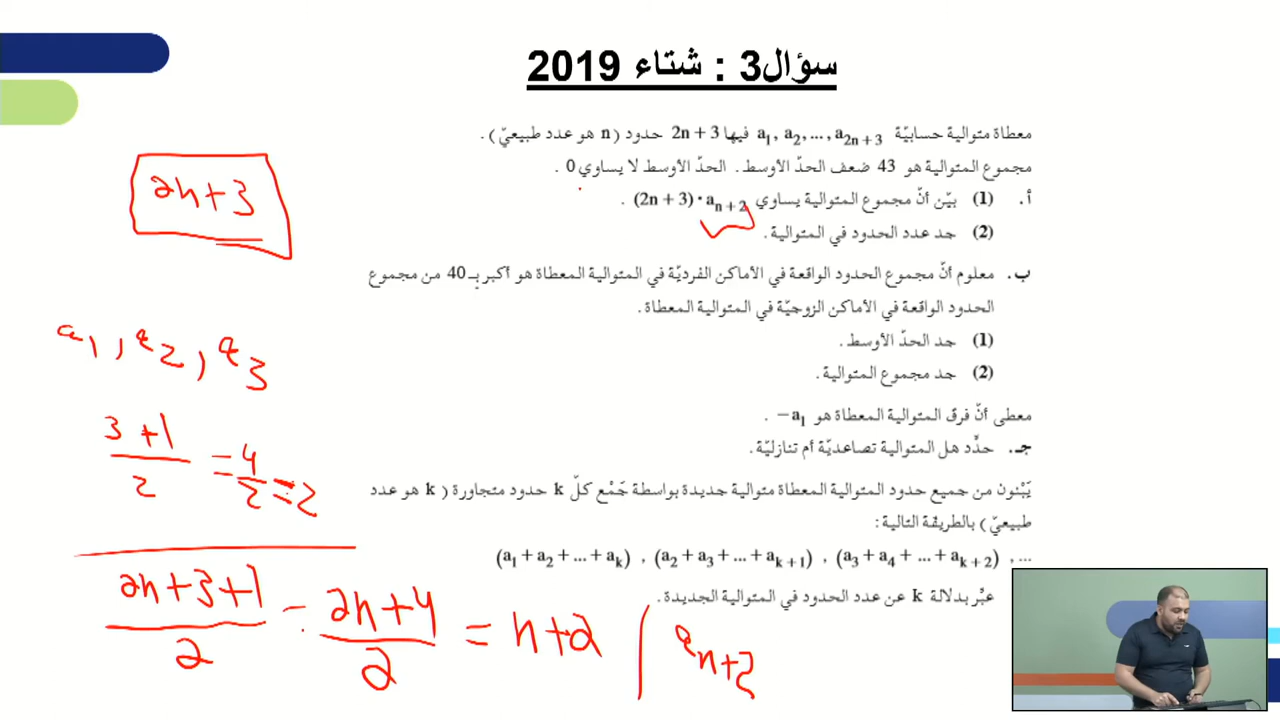 سؤال3 : شتاء 2019
معطاة متوالية حسابيّة a₁, a₂, ..., a₂ₙ₊₃ فيها 2n + 3 حدود (n هو عدد طبيعيّ) .
مجموع المتوالية هو 43 ضعف الحدّ الأوسط . الحدّ الأوسط لا يساوي 0 .
أ. (1) بيّن أنّ مجموع المتوالية يساوي (2n + 3) · aₙ₊₂ .
(2) جد عدد الحدود في المتوالية .
ب. معلوم أنّ مجموع الحدود الواقعة في الأماكن الفرديّة في المتوالية المعطاة هو أكبر بـ 40 من مجموع
الحدود الواقعة في الأماكن الزوجيّة في المتوالية المعطاة .
(1) جد الحدّ الأوسط .
(2) جد مجموع المتوالية .
معطى أنّ فرق المتوالية المعطاة هو −a₁ .
جـ. حدِّد هل المتوالية تصاعديّة أم تنازليّة .
يَبْنون من جميع حدود المتوالية المعطاة متوالية جديدة بواسطة جَمْع كلّ k حدود متجاورة ( k هو عدد
طبيعيّ ) بالطريقة التالية :
(a₁ + a₂ + ... + aₖ) , (a₂ + a₃ + ... + aₖ₊₁) , (a₃ + a₄ + ... + aₖ₊₂) , ...
عبِّر بدلالة k عن عدد الحدود في المتوالية الجديدة .
2n+3
a₁, a₂, a₃
3+1
2
= 4/2 = 2
2n+3+1
2
= 2n+4
2
= n+2 | aₙ₊₂